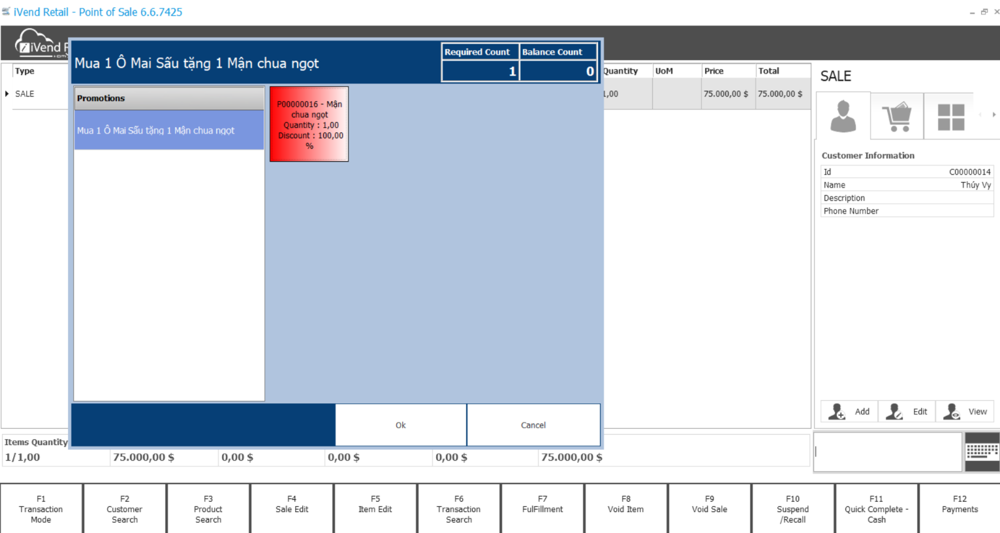 iVend Retail - Point of Sale 6.6.7425
iVend R
Mua 1 Ô Mai Sấu tặng 1 Mận chua ngọt
Required Count
Balance Count
1
0
Type
Quantity
UoM
Price
Total
SALE
1,00
75.000,00 $
75.000,00 $
Promotions
Mua 1 Ô Mai Sấu tặng 1 Mận chua ngọt
P00000016 - Mận
chua ngọt
Quantity : 1,00
Discount : 100,00
%
SALE
Customer Information
Id C00000014
Name Thúy Vy
Description
Phone Number
Add
Edit
View
Ok
Cancel
Items Quantity
1/1,00
75.000,00 $
0,00 $
0,00 $
0,00 $
75.000,00 $
F1
Transaction
Mode
F2
Customer
Search
F3
Product
Search
F4
Sale Edit
F5
Item Edit
F6
Transaction
Search
F7
FulFillment
F8
Void Item
F9
Void Sale
F10
Suspend
/Recall
F11
Quick Complete -
Cash
F12
Payments